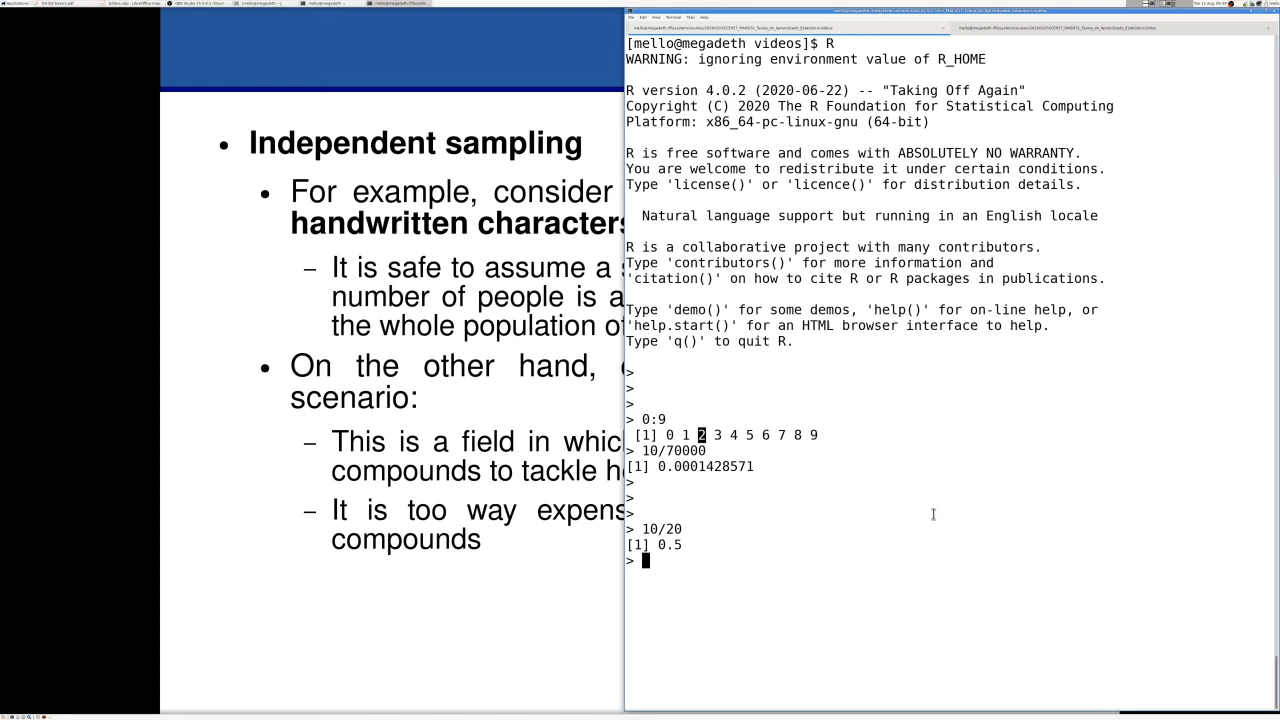 Applications
[mello@megadeth videos]$ R
WARNING: ignoring environment value of R_HOME
R version 4.0.2 (2020-06-22) -- "Taking Off Again"
Copyright (C) 2020 The R Foundation for Statistical Computing
Platform: x86_64-pc-linux-gnu (64-bit)
R is free software and comes with ABSOLUTELY NO WARRANTY.
You are welcome to redistribute it under certain conditions.
Type 'license()' or 'licence()' for distribution details.
Natural language support but running in an English locale
R is a collaborative project with many contributors.
Type 'contributors()' for more information and
'citation()' on how to cite R or R packages in publications.
Type 'demo()' for some demos, 'help()' for on-line help, or
'help.start()' for an HTML browser interface to help.
Type 'q()' to quit R.
>
>
>
> 0:9
[1] 0 1 2 3 4 5 6 7 8 9
> 10/70000
[1] 0.0001428571
>
>
>
> 10/20
[1] 0.5
>
File Edit View Terminal Tabs Help
• Independent sampling
• For example, consider
handwritten characters
– It is safe to assume a s
number of people is a
the whole population of
• On the other hand,
scenario:
– This is a field in whic
compounds to tackle h
– It is too way expens
compounds